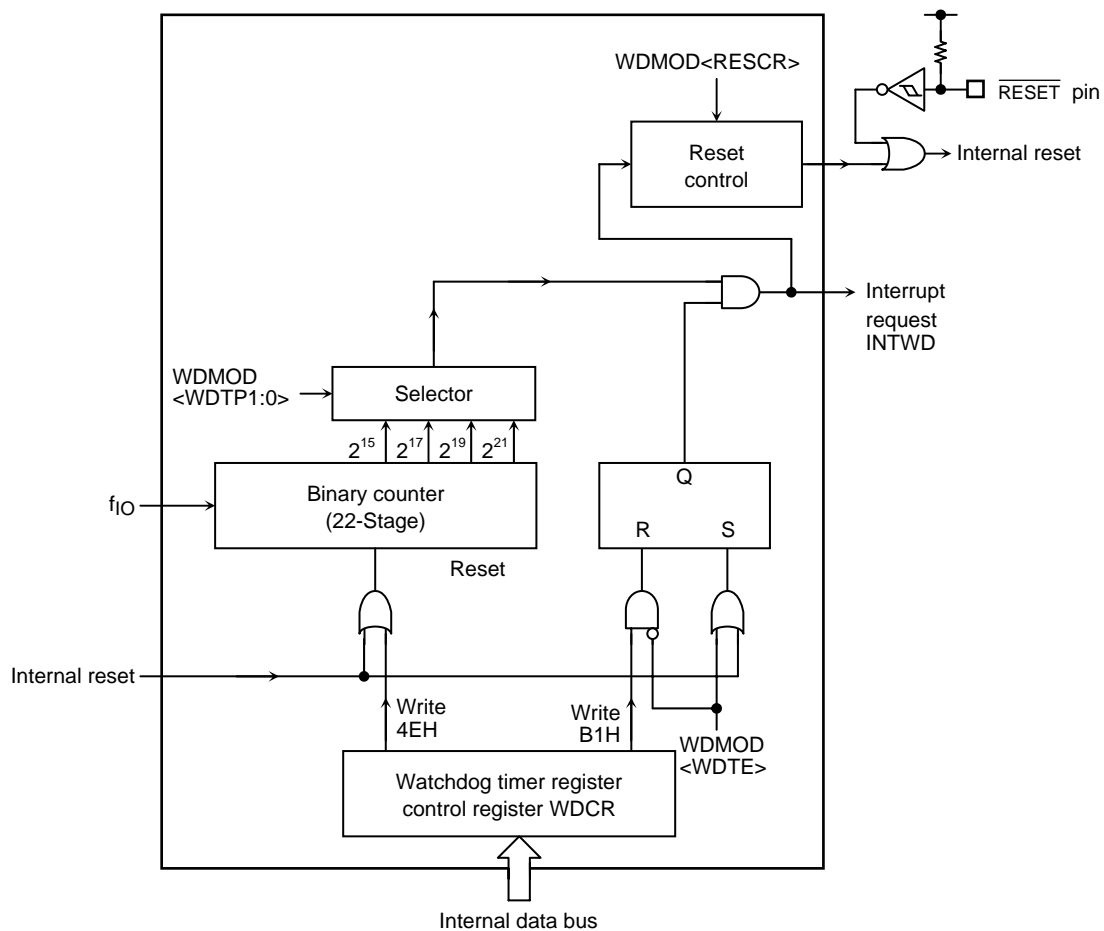 WDMOD<RESCR>
RESET pin
Reset
control
Internal reset
Interrupt
request
INTWD
WDMOD
<WDTP1:0>
Selector
2^15 2^17 2^19 2^21
fIO
Binary counter
(22-Stage)
Reset
Q
R S
Internal reset
Write
4EH
Write
B1H
WDMOD
<WDTE>
Watchdog timer register
control register WDCR
Internal data bus